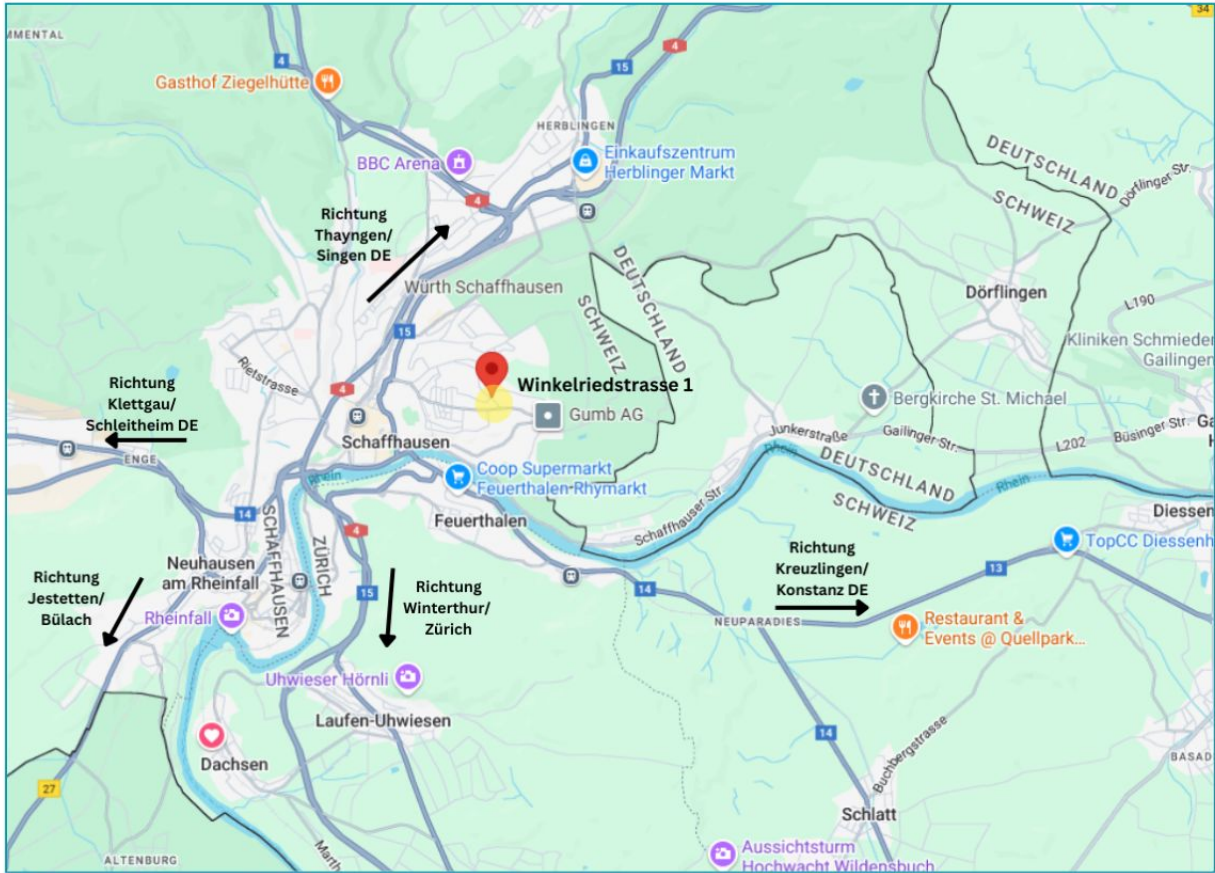 MMENTAL
34
4
4
15
Gasthof Ziegelhütte
HERBLINGEN
BBC Arena
Einkaufszentrum
Herblinger Markt
DEUTSCHLAND
SCHWEIZ
Dörflinger Str.
4
Richtung
Thayngen/
Singen DE
Würth Schaffhausen
DEUTSCHLAND
SCHWEIZ
Dörflingen
L190
15
Kliniken Schmieder
Gailingen
Rietstrasse
4
Winkelriedstrasse 1
Gumb AG
Bergkirche St. Michael
Richtung
Klettgau/
Schleitheim DE
ENGE
Schaffhausen
Junkerstraße
Gailinger Str.
L202
Büsinger Str.
Ga
Rhein
Rhein
DEUTSCHLAND
SCHWEIZ
Rhein
Coop Supermarkt
Feuerthalen Rhymarkt
Schaffhauser Str
Feuerthalen
14
SCHAFFHAUSEN
ZÜRICH
4
Diessen
TopCC Diessenh
Neuhausen
am Rheinfall
Richtung
Jestetten/
Bülach
Rheinfall
15
Richtung
Winterthur/
Zürich
14
Richtung
Kreuzlingen/
Konstanz DE
13
NEUPARADIES
Restaurant &
Events @ Quellpark...
Uhwieser Hörnli
Laufen-Uhwiesen
Dachsen
14
Buchbergstrasse
BASAD
27
Schlatt
ALTENBURG
Marth
Aussichtsturm
Hochwacht Wildensbuch